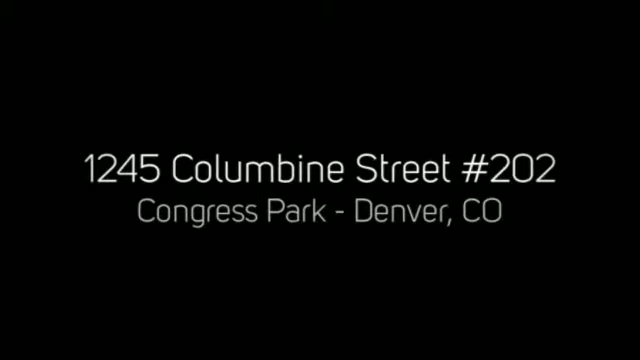 1245 Columbine Street #202
Congress Park - Denver, CO